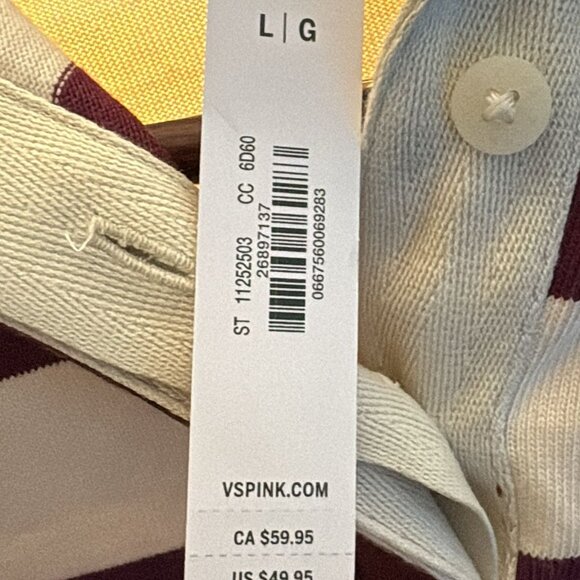 L | G
ST 11252503 CC 6D60
26897137
0667560069283
VSPINK.COM
CA $59.95
US $49.95